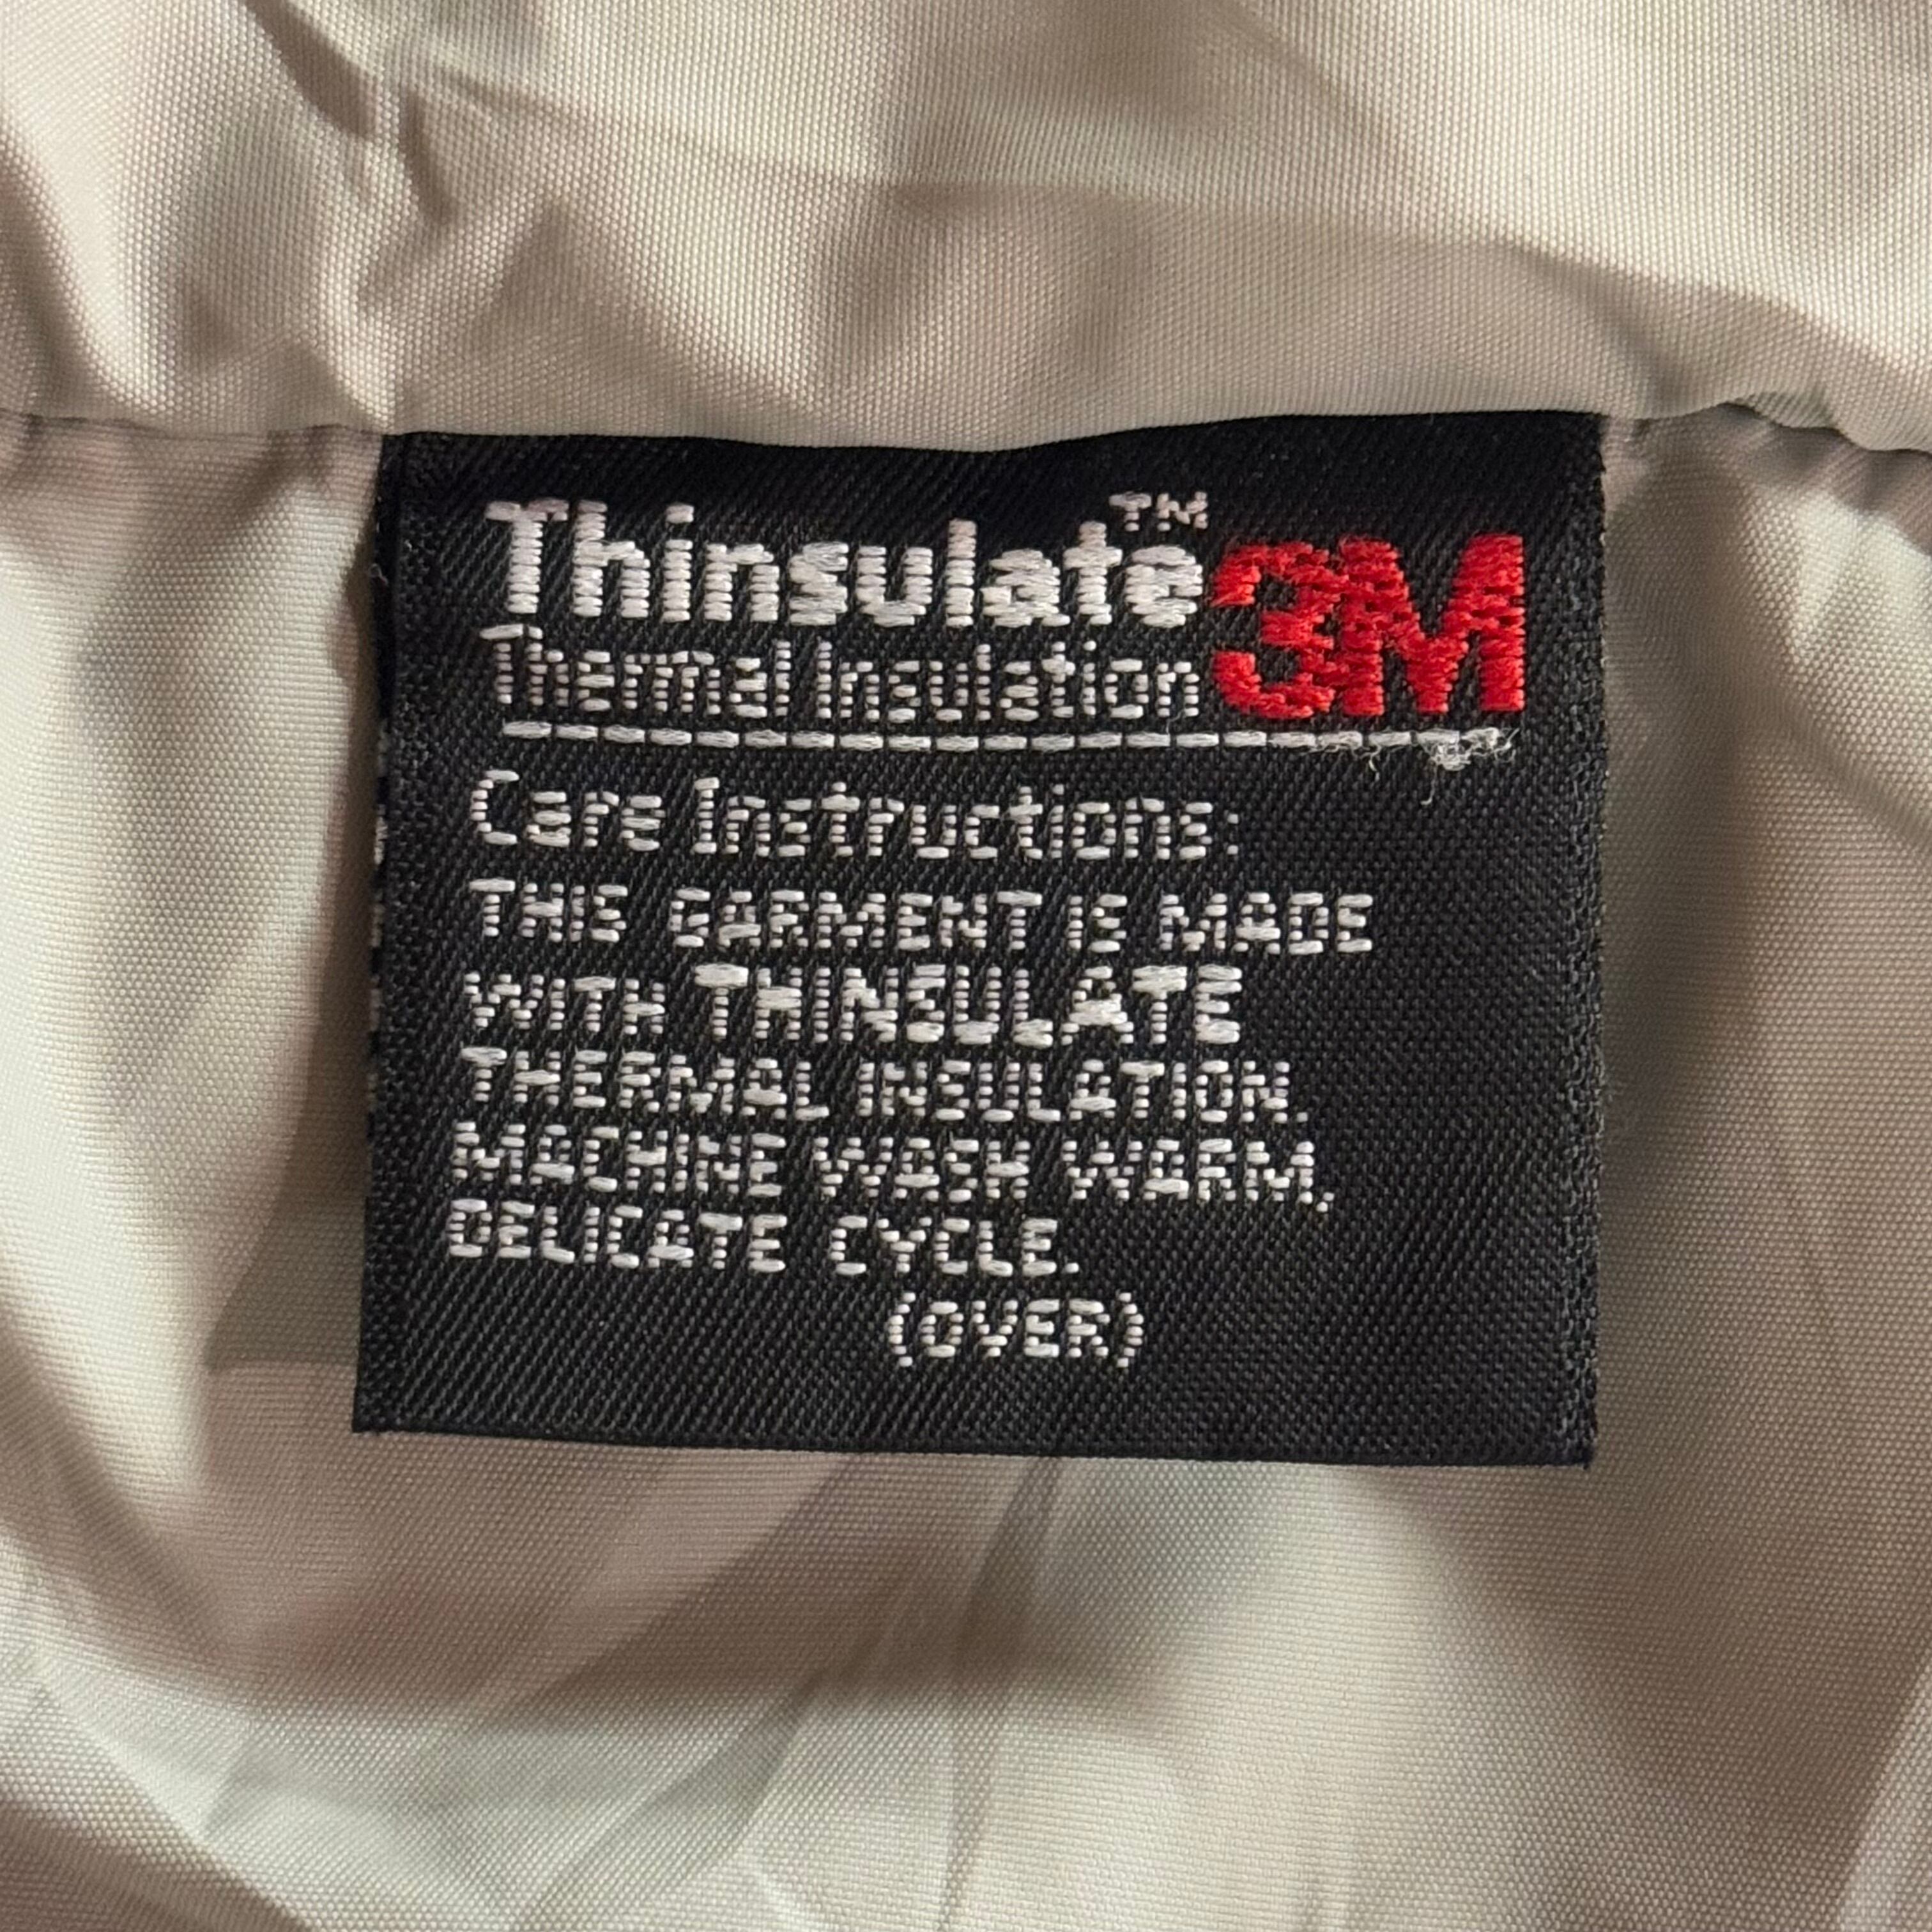 Thinsulate™ 3M
Thermal Insulation
Care Instructions:
THIS GARMENT IS MADE
WITH THINSULATE
THERMAL INSULATION.
MACHINE WASH WARM,
DELICATE CYCLE.
(OVER)